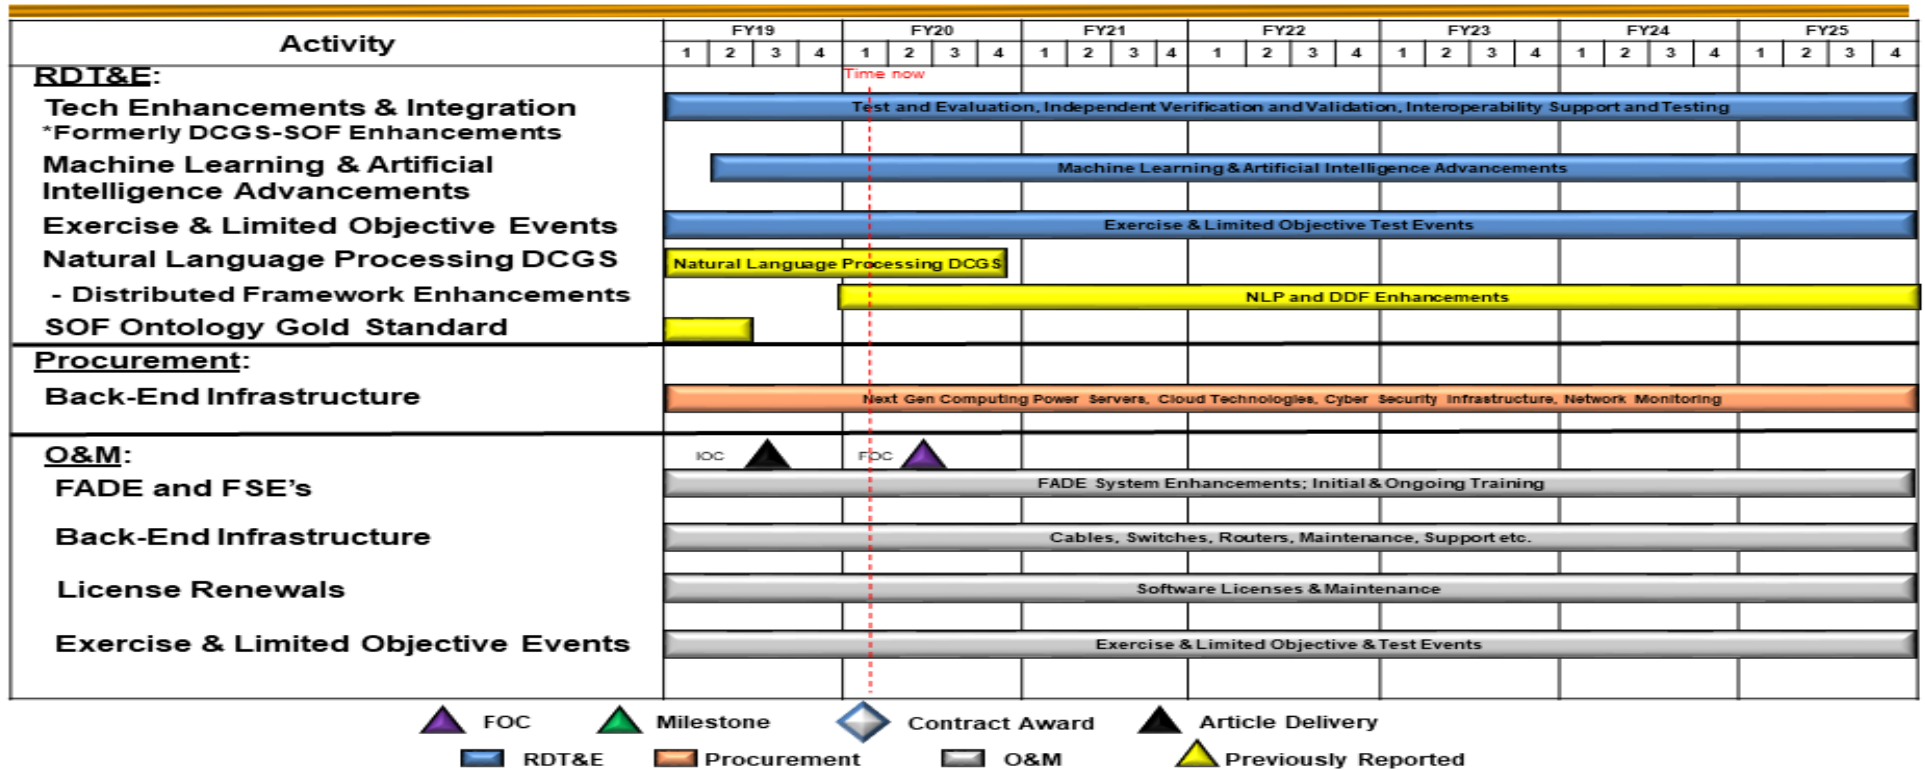 Activity
FY19 FY20 FY21 FY22 FY23 FY24 FY25
1 2 3 4 1 2 3 4 1 2 3 4 1 2 3 4 1 2 3 4 1 2 3 4 1 2 3 4
RDT&E:
Time now
Tech Enhancements & Integration
Test and Evaluation, Independent Verification and Validation, Interoperability Support and Testing
*Formerly DCGS-SOF Enhancements
Machine Learning & Artificial
Intelligence Advancements
Machine Learning & Artificial Intelligence Advancements
Exercise & Limited Objective Events
Exercise & Limited Objective Test Events
Natural Language Processing DCGS
Natural Language Processing DCGS
- Distributed Framework Enhancements
NLP and DDF Enhancements
SOF Ontology Gold Standard
Procurement:
Back-End Infrastructure
Next Gen Computing Power Servers, Cloud Technologies, Cyber Security Infrastructure, Network Monitoring
O&M:
IOC
FOC
FADE and FSE's
FADE System Enhancements; Initial & Ongoing Training
Back-End Infrastructure
Cables, Switches, Routers, Maintenance, Support etc.
License Renewals
Software Licenses & Maintenance
Exercise & Limited Objective Events
Exercise & Limited Objective & Test Events
FOC Milestone Contract Award Article Delivery
RDT&E Procurement O&M Previously Reported